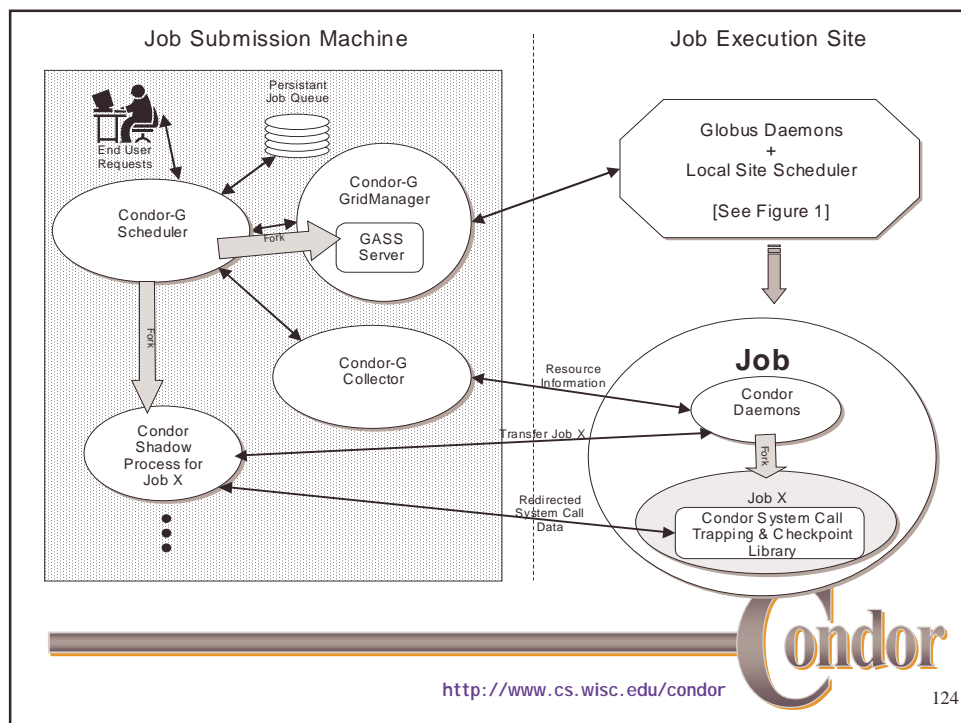 Job Submission Machine
Job Execution Site
Persistant
Job Queue
End User
Requests
Condor-G
Scheduler
Condor-G
GridManager
Fork
GASS
Server
Globus Daemons
+
Local Site Scheduler
[See Figure 1]
Fork
Condor-G
Collector
Resource
Information
Job
Condor
Daemons
Condor
Shadow
Process for
Job X
Transfer Job X
Fork
Redirected
System Call
Data
Job X
Condor System Call
Trapping & Checkpoint
Library
Condor
http://www.cs.wisc.edu/condor
124